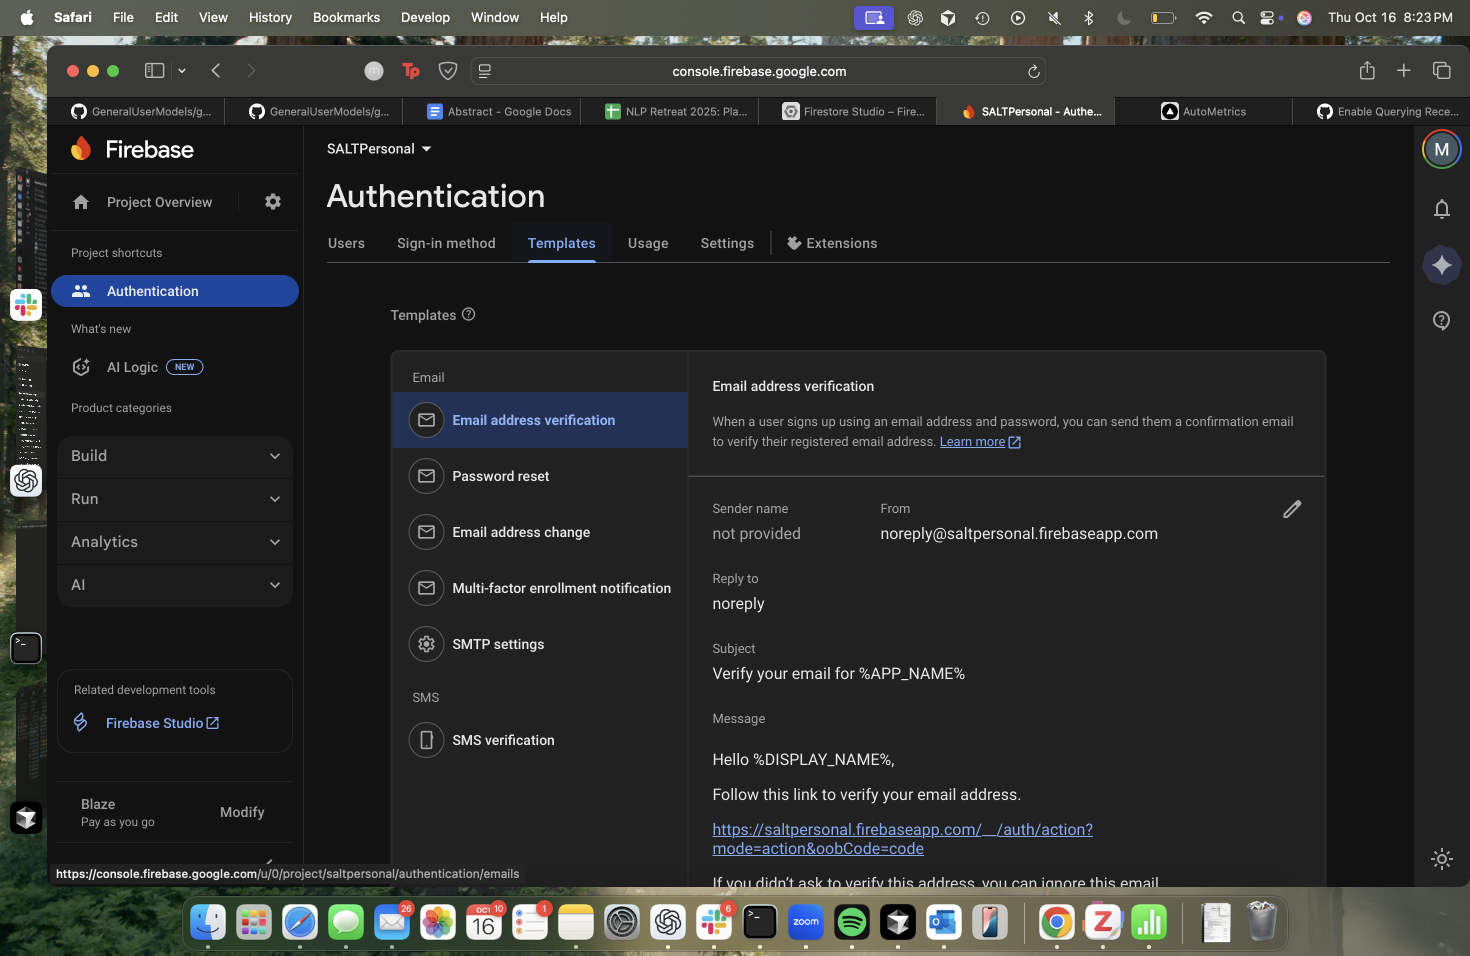 Safari File Edit View History Bookmarks Develop Window Help
Thu Oct 16 8:23 PM
m Tp console.firebase.google.com
GeneralUserModels/g...
GeneralUserModels/g...
Abstract - Google Docs
NLP Retreat 2025: Pla...
Firestore Studio – Fire...
SALTPersonal - Authe...
AutoMetrics
Enable Querying Rece...
Firebase
Project Overview
Project shortcuts
Authentication
What's new
AI Logic NEW
Product categories
Build
Run
Analytics
AI
Related development tools
Firebase Studio
Blaze
Pay as you go
Modify
https://console.firebase.google.com/u/0/project/saltpersonal/authentication/emails
SALTPersonal
M
Authentication
Users Sign-in method Templates Usage Settings Extensions
Templates
Email
Email address verification
Password reset
Email address change
Multi-factor enrollment notification
SMTP settings
SMS
SMS verification
Email address verification
When a user signs up using an email address and password, you can send them a confirmation email
to verify their registered email address. Learn more
Sender name
not provided
From
noreply@saltpersonal.firebaseapp.com
Reply to
noreply
Subject
Verify your email for %APP_NAME%
Message
Hello %DISPLAY_NAME%,
Follow this link to verify your email address.
https://saltpersonal.firebaseapp.com/__/auth/action?
mode=action&oobCode=code
If you didn't ask to verify this address, you can ignore this email.
26
OCT 10
16
1
6
zoom
Z